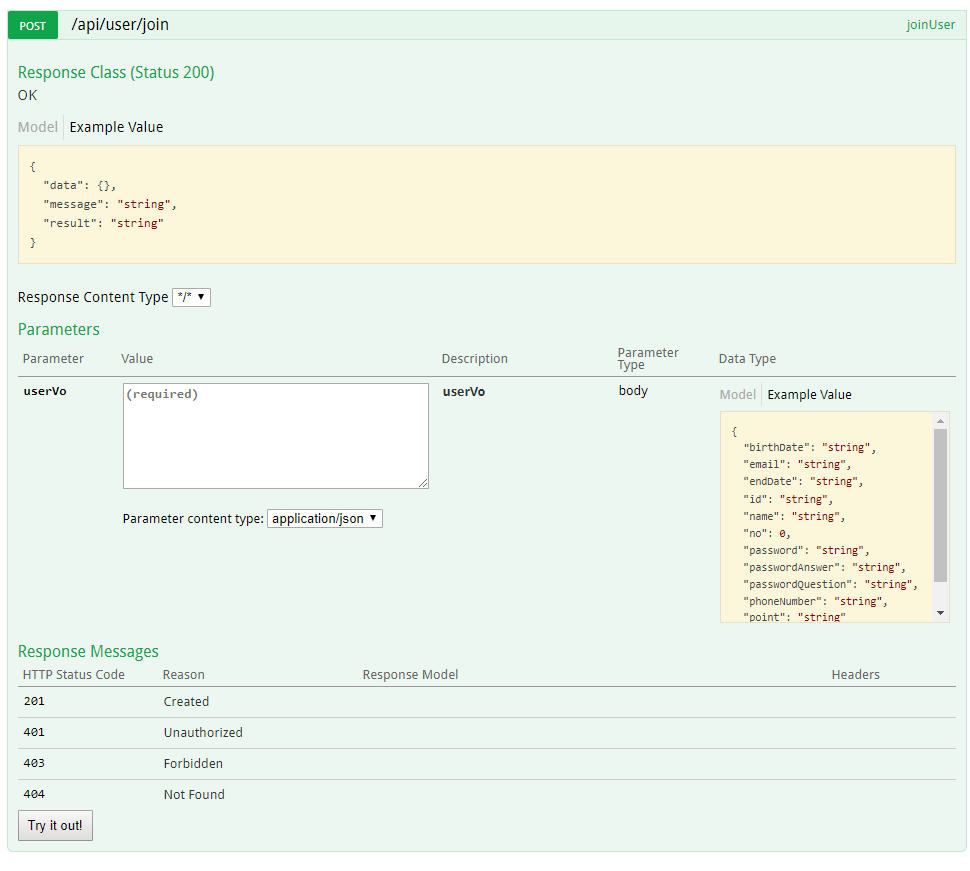 POST /api/user/join joinUser
Response Class (Status 200)
OK
Model Example Value
{
  "data": {},
  "message": "string",
  "result": "string"
}
Response Content Type */*
Parameters
Parameter Value Description Parameter Type Data Type
userVo (required) userVo body Model Example Value
{
  "birthDate": "string",
  "email": "string",
  "endDate": "string",
  "id": "string",
  "name": "string",
  "no": 0,
  "password": "string",
  "passwordAnswer": "string",
  "passwordQuestion": "string",
  "phoneNumber": "string",
  "point": "string"
Parameter content type: application/json
Response Messages
HTTP Status Code Reason Response Model Headers
201 Created
401 Unauthorized
403 Forbidden
404 Not Found
Try it out!